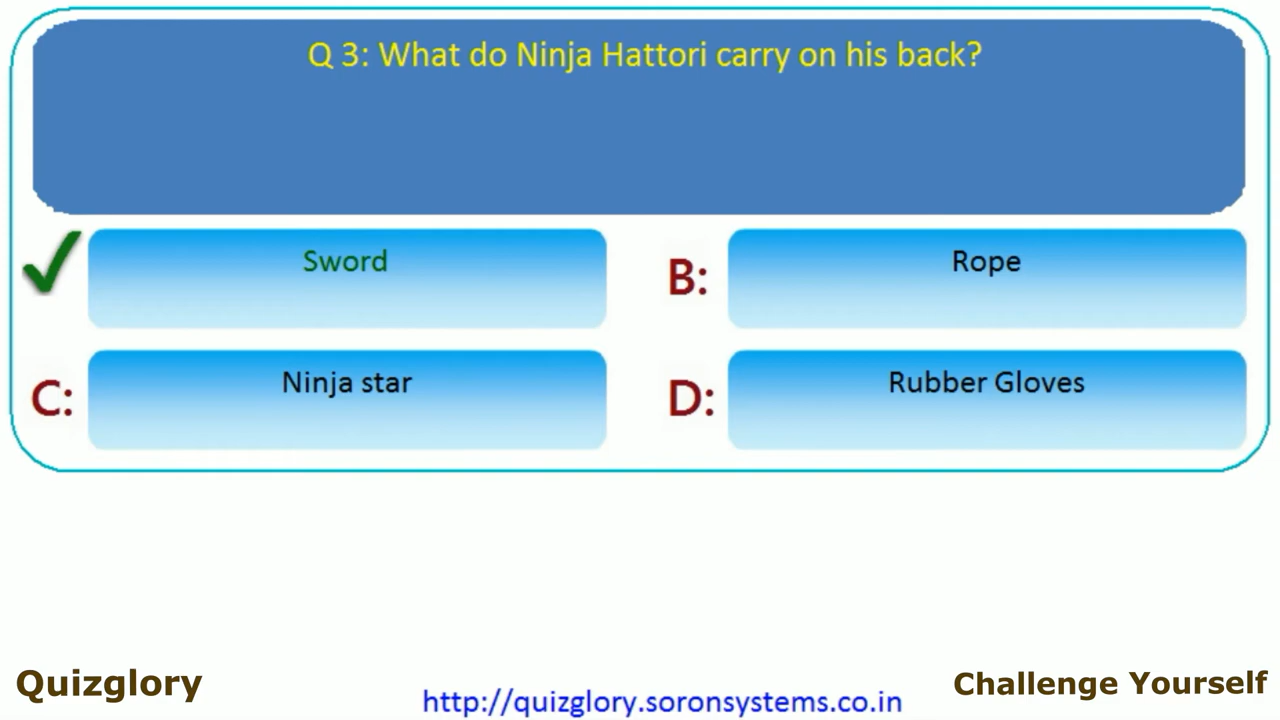 Q 3: What do Ninja Hattori carry on his back?
Sword
B: Rope
C: Ninja star
D: Rubber Gloves
Quizglory
http://quizglory.soronsystems.co.in
Challenge Yourself